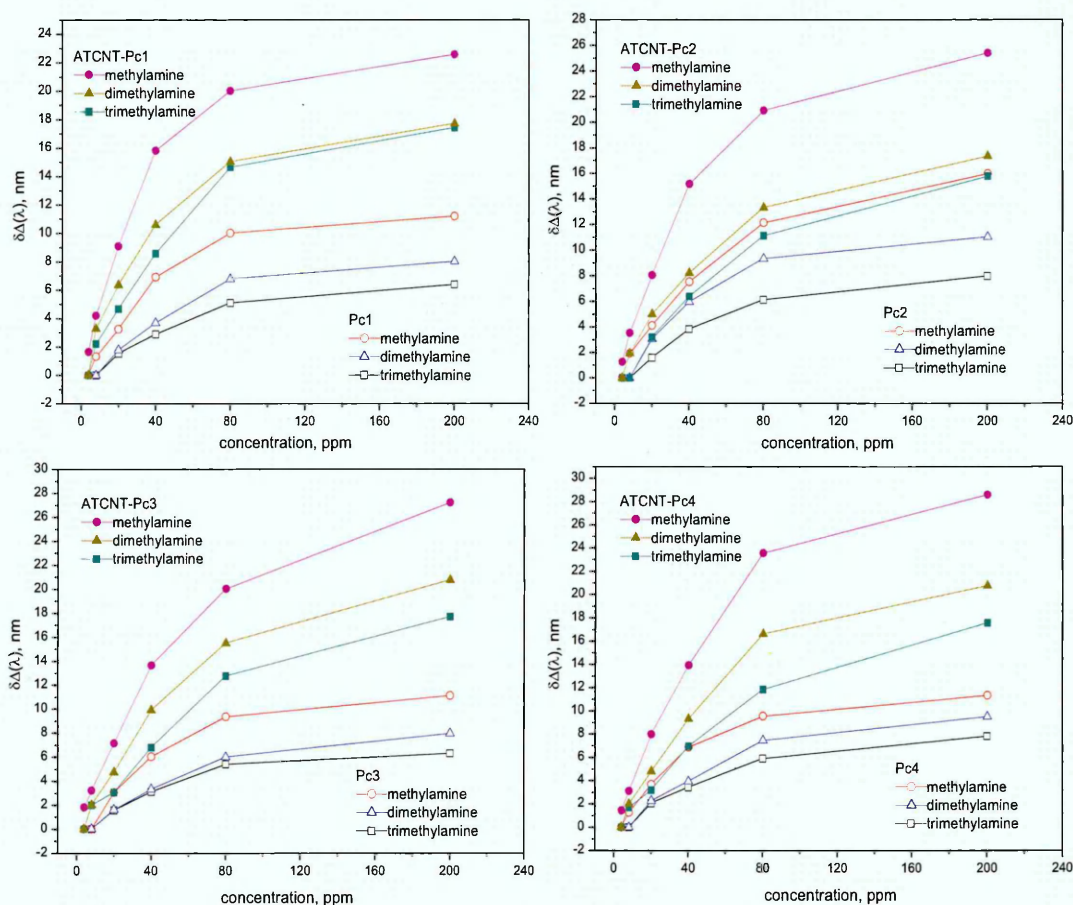 28
26
24
22
20
18
16
14
12
10
8
6
4
2
0
-2
δΔ(λ), nm
ATCNT-Pc1
methylamine
dimethylamine
trimethylamine
Pc1
methylamine
dimethylamine
trimethylamine
0 40 80 120 160 200 240
concentration, ppm
28
26
24
22
20
18
16
14
12
10
8
6
4
2
0
-2
δΔ(λ), nm
ATCNT-Pc2
methylamine
dimethylamine
trimethylamine
Pc2
methylamine
dimethylamine
trimethylamine
0 40 80 120 160 200 240
concentration, ppm
30
28
26
24
22
20
18
16
14
12
10
8
6
4
2
0
-2
δΔ(λ), nm
ATCNT-Pc3
methylamine
dimethylamine
trimethylamine
Pc3
methylamine
dimethylamine
trimethylamine
0 40 80 120 160 200 240
concentration, ppm
30
28
26
24
22
20
18
16
14
12
10
8
6
4
2
0
-2
δΔ(λ), nm
ATCNT-Pc4
methylamine
dimethylamine
trimethylamine
Pc4
methylamine
dimethylamine
trimethylamine
0 40 80 120 160 200 240
concentration, ppm